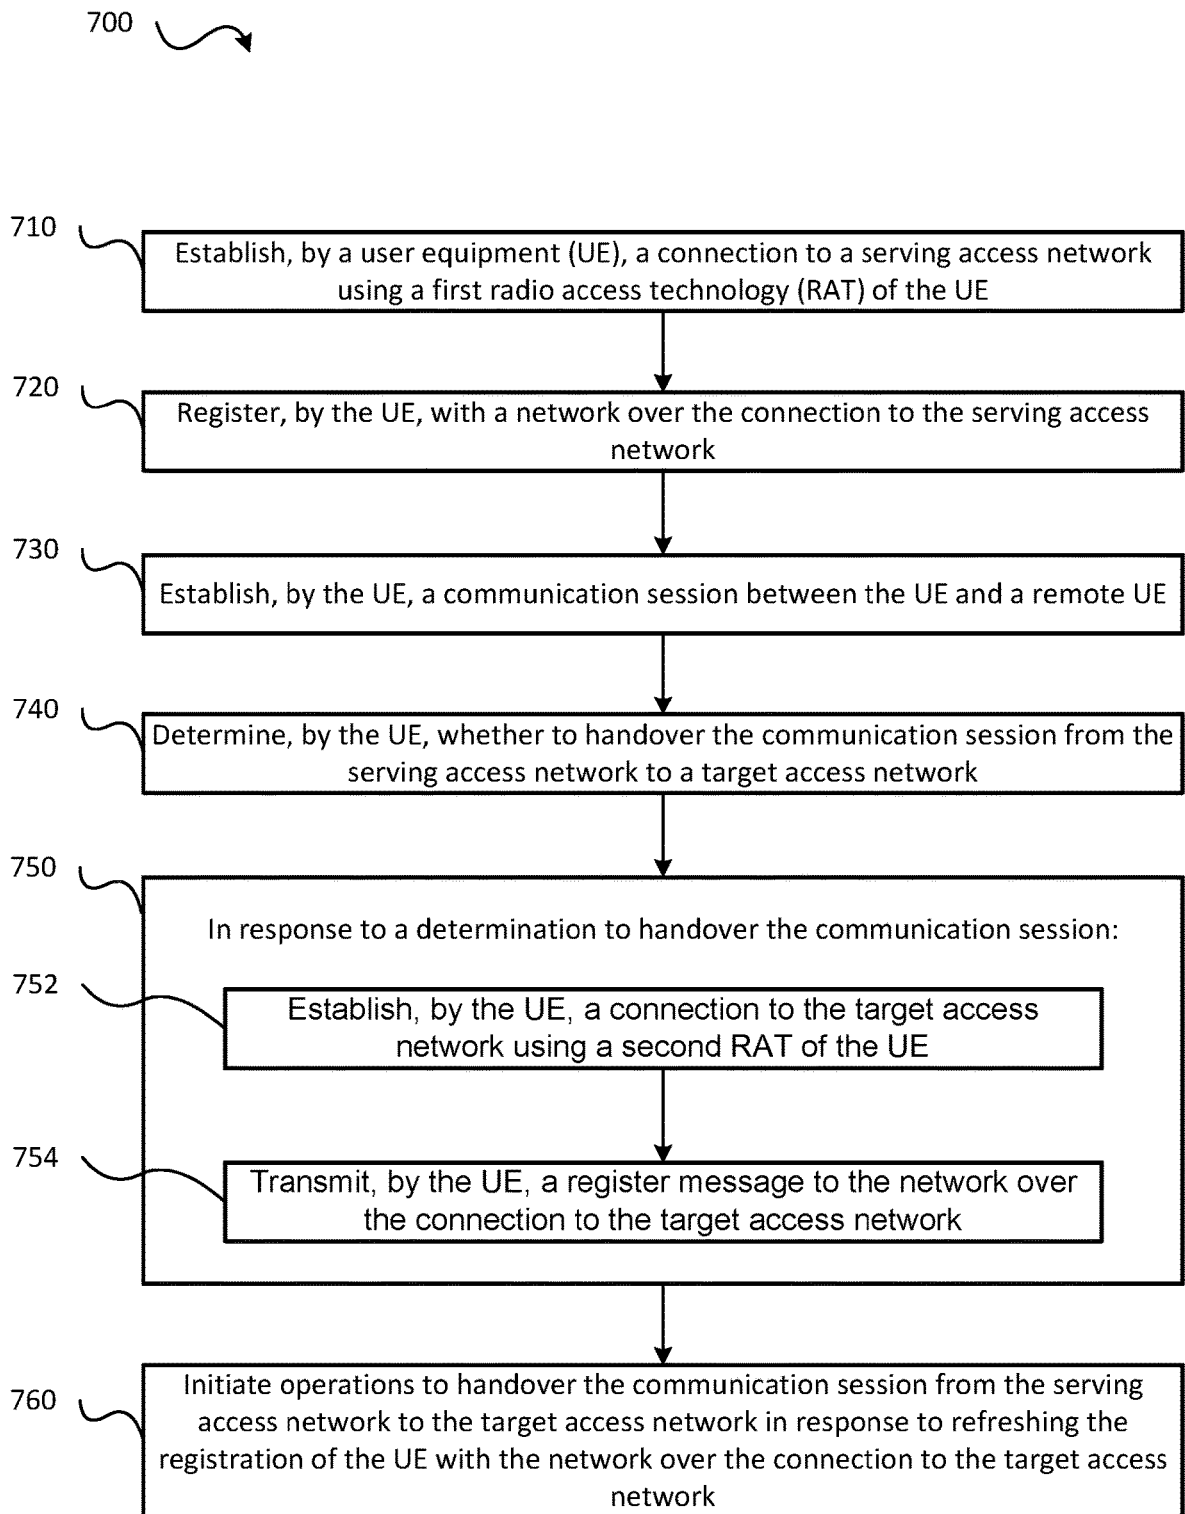 700
710
Establish, by a user equipment (UE), a connection to a serving access network
using a first radio access technology (RAT) of the UE
720
Register, by the UE, with a network over the connection to the serving access
network
730
Establish, by the UE, a communication session between the UE and a remote UE
740
Determine, by the UE, whether to handover the communication session from the
serving access network to a target access network
750
In response to a determination to handover the communication session:
752
Establish, by the UE, a connection to the target access
network using a second RAT of the UE
754
Transmit, by the UE, a register message to the network over
the connection to the target access network
760
Initiate operations to handover the communication session from the serving
access network to the target access network in response to refreshing the
registration of the UE with the network over the connection to the target access
network